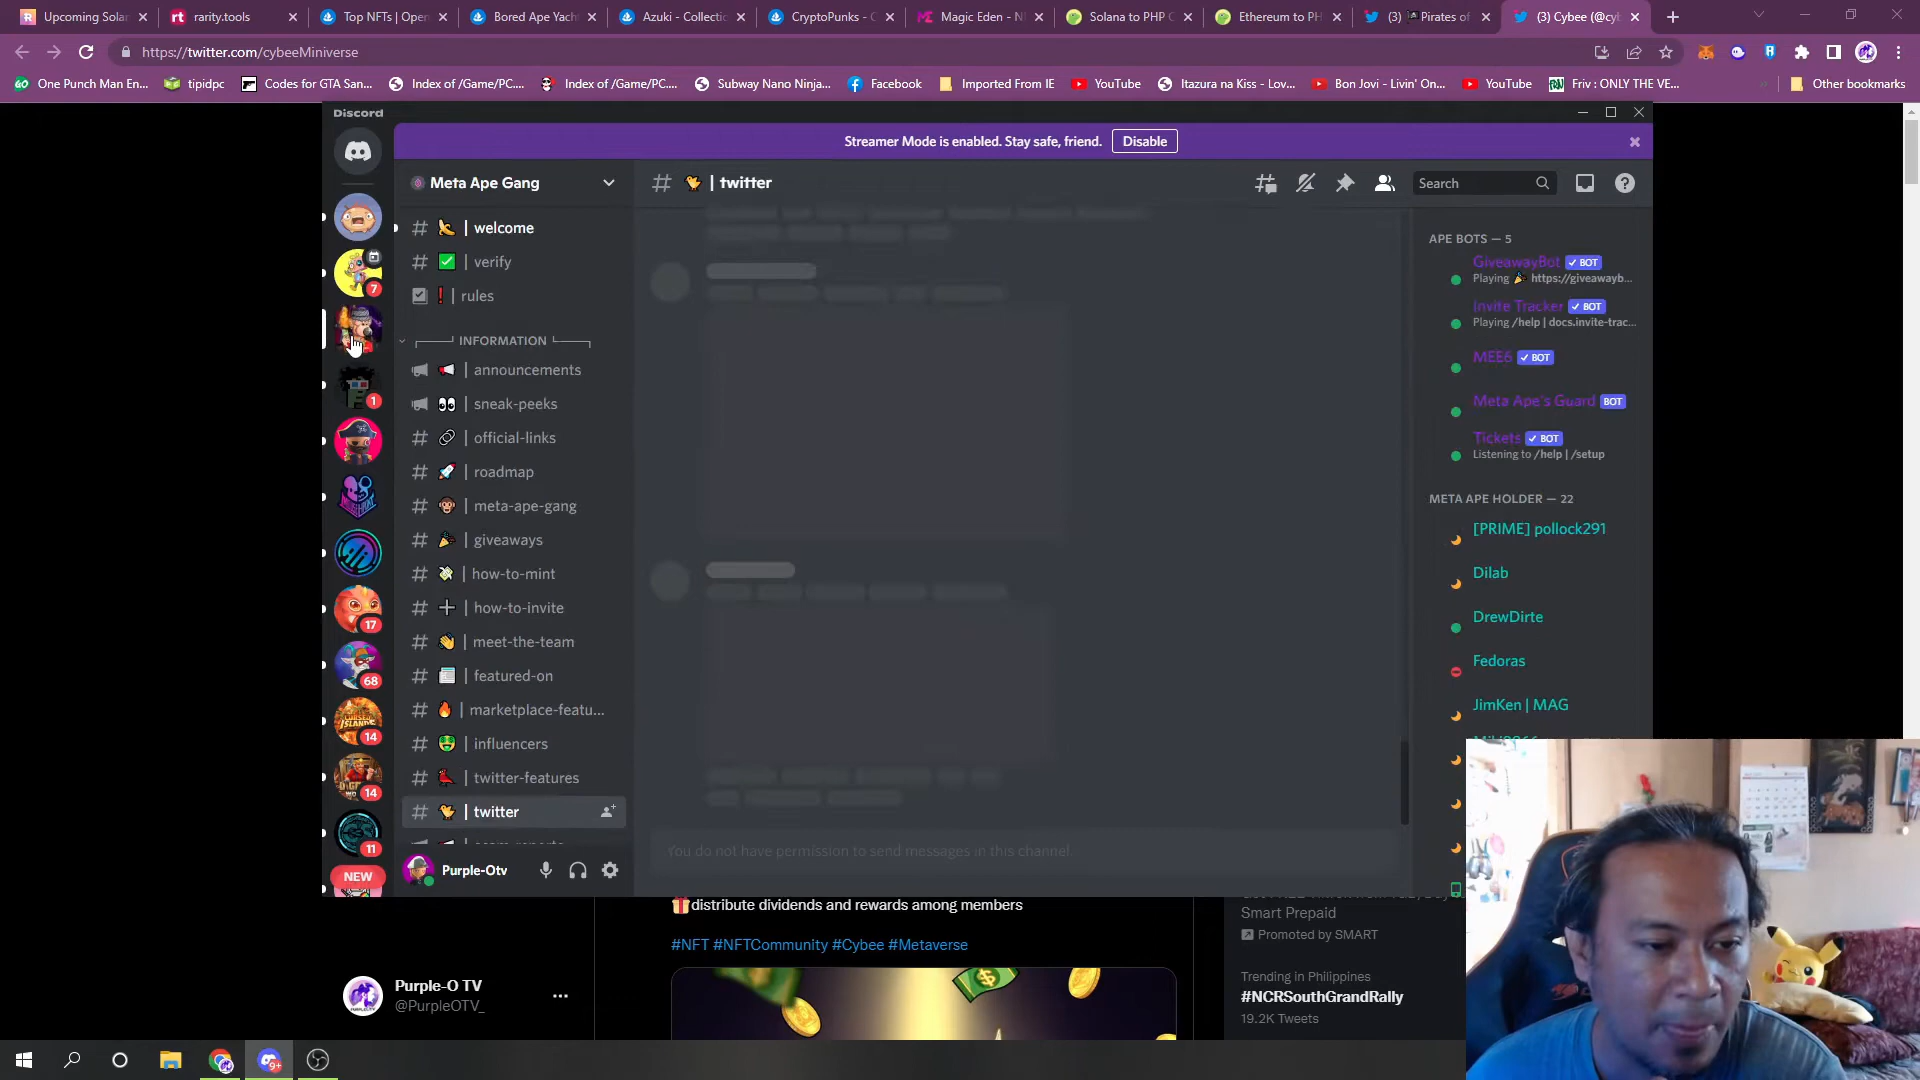 Upcoming Solar
rarity.tools
Top NFTs | Open
Bored Ape Yach
Azuki - Collectic
CryptoPunks - C
Magic Eden - N
Solana to PHP C
Ethereum to PH
(3) Pirates of
(3) Cybee (@cyb
https://twitter.com/cybeeMiniverse
One Punch Man En...
tipidpc
Codes for GTA San...
Index of /Game/PC....
Index of /Game/PC....
Subway Nano Ninja...
Facebook
Imported From IE
YouTube
Itazura na Kiss - Lov...
Bon Jovi - Livin' On...
YouTube
Friv : ONLY THE VE...
Other bookmarks
Discord
Streamer Mode is enabled. Stay safe, friend.
Disable
Meta Ape Gang
# | twitter
Search
# | welcome
# | verify
| rules
INFORMATION
| announcements
| sneak-peeks
# | official-links
# | roadmap
# | meta-ape-gang
# | giveaways
# | how-to-mint
# | how-to-invite
# | meet-the-team
# | featured-on
# | marketplace-featu...
# | influencers
# | twitter-features
# | twitter
7
1
17
68
14
14
11
NEW
Purple-Otv
You do not have permission to send messages in this channel.
APE BOTS — 5
GiveawayBot ✓ BOT
Playing 🎉 https://giveawayb...
Invite Tracker ✓ BOT
Playing /help | docs.invite-trac...
MEE6 ✓ BOT
Meta Ape's Guard BOT
Tickets ✓ BOT
Listening to /help | /setup
META APE HOLDER — 22
[PRIME] pollock291
Dilab
DrewDirte
Fedoras
JimKen | MAG
🎁distribute dividends and rewards among members
#NFT #NFTCommunity #Cybee #Metaverse
Smart Prepaid
Promoted by SMART
Trending in Philippines
#NCRSouthGrandRally
19.2K Tweets
Purple-O TV
@PurpleOTV_
9+